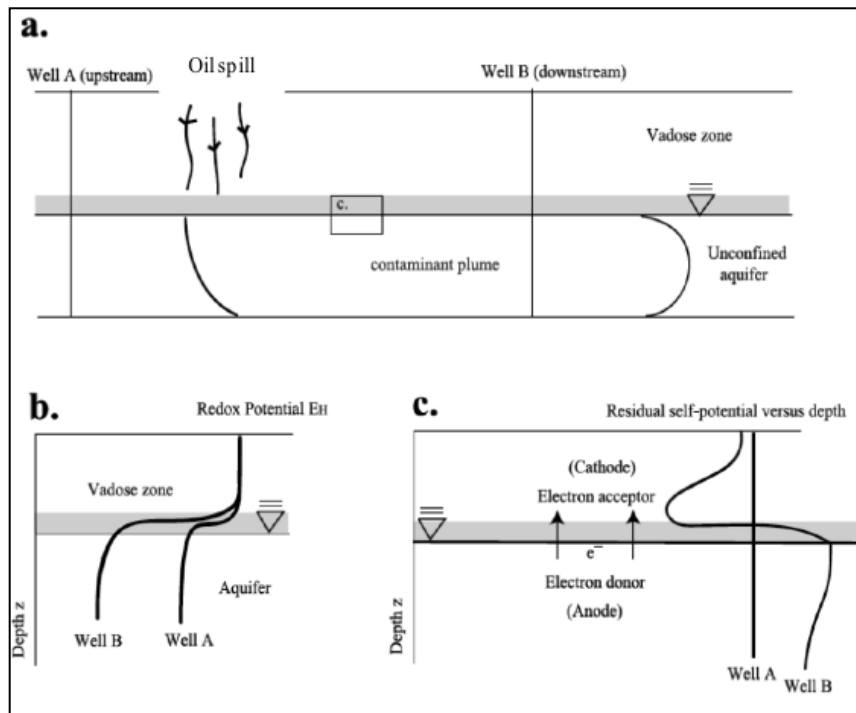 a.
Oil spill
Well A (upstream)
Well B (downstream)
Vadose zone
c.
contaminant plume
Unconfined
aquifer
b.
Redox Potential EH
Vadose zone
Aquifer
Well B
Well A
Depth z
c.
Residual self-potential versus depth
(Cathode)
Electron acceptor
e−
Electron donor
(Anode)
Depth z
Well A
Well B